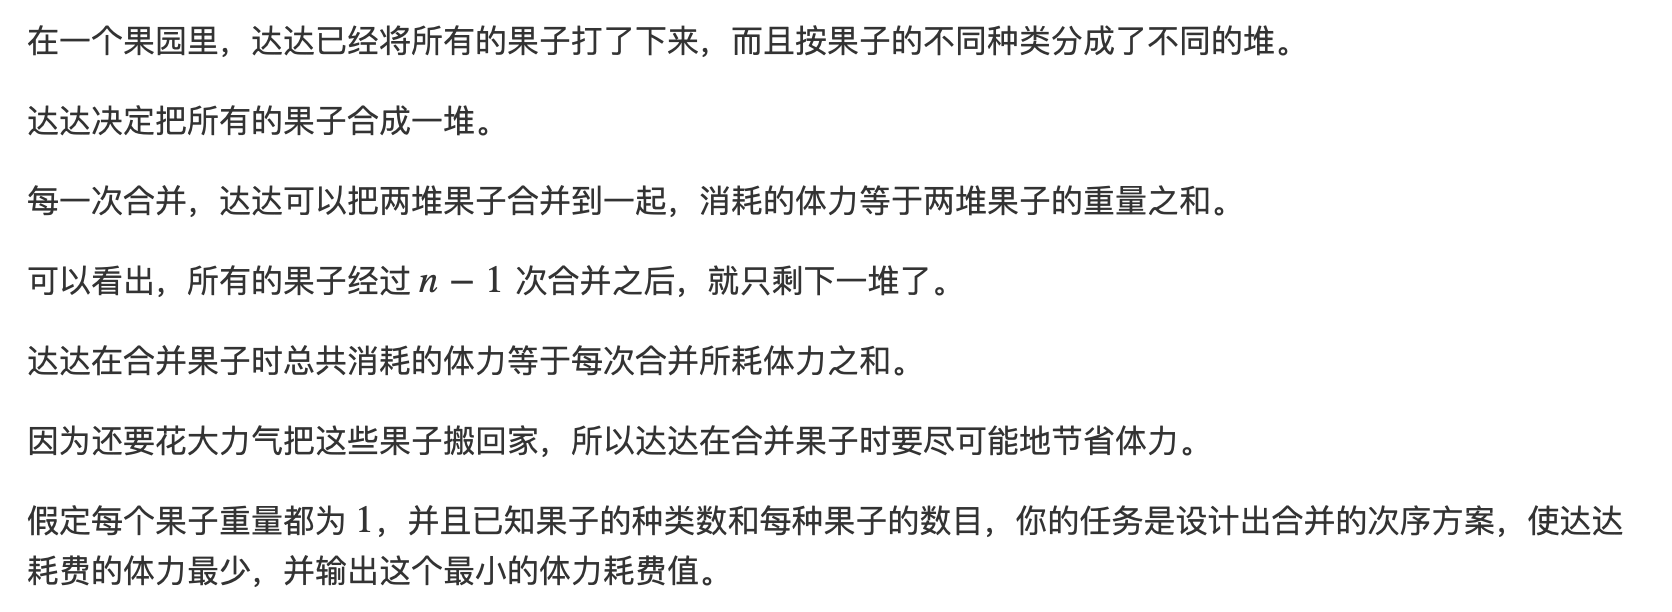 在一个果园里，达达已经将所有的果子打了下来，而且按果子的不同种类分成了不同的堆。
达达决定把所有的果子合成一堆。
每一次合并，达达可以把两堆果子合并到一起，消耗的体力等于两堆果子的重量之和。
可以看出，所有的果子经过 n − 1 次合并之后，就只剩下一堆了。
达达在合并果子时总共消耗的体力等于每次合并所耗体力之和。
因为还要花大力气把这些果子搬回家，所以达达在合并果子时要尽可能地节省体力。
假定每个果子重量都为 1，并且已知果子的种类数和每种果子的数目，你的任务是设计出合并的次序方案，使达达
耗费的体力最少，并输出这个最小的体力耗费值。